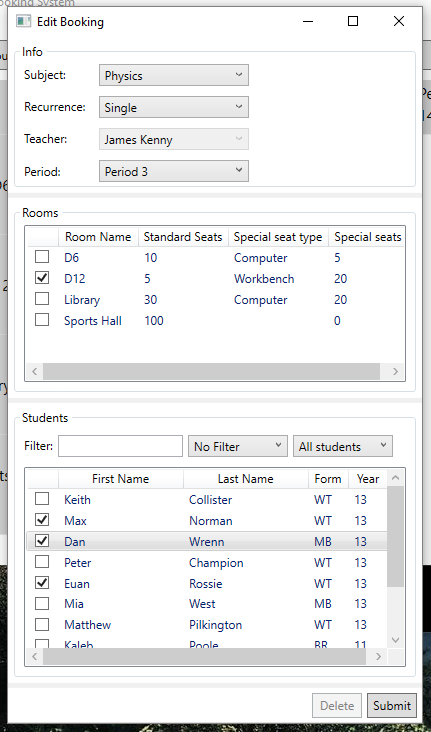 ooking System
Edit Booking
Info
Subject: Physics
Recurrence: Single
Teacher: James Kenny
Period: Period 3
Rooms
Room Name Standard Seats Special seat type Special seats
D6 10 Computer 5
D12 5 Workbench 20
Library 30 Computer 20
Sports Hall 100 0
Students
Filter: No Filter All students
First Name Last Name Form Year
Keith Collister WT 13
Max Norman WT 13
Dan Wrenn MB 13
Peter Champion WT 13
Euan Rossie WT 13
Mia West MB 13
Matthew Pilkington WT 13
Kaleb Poole BR 11
Delete Submit